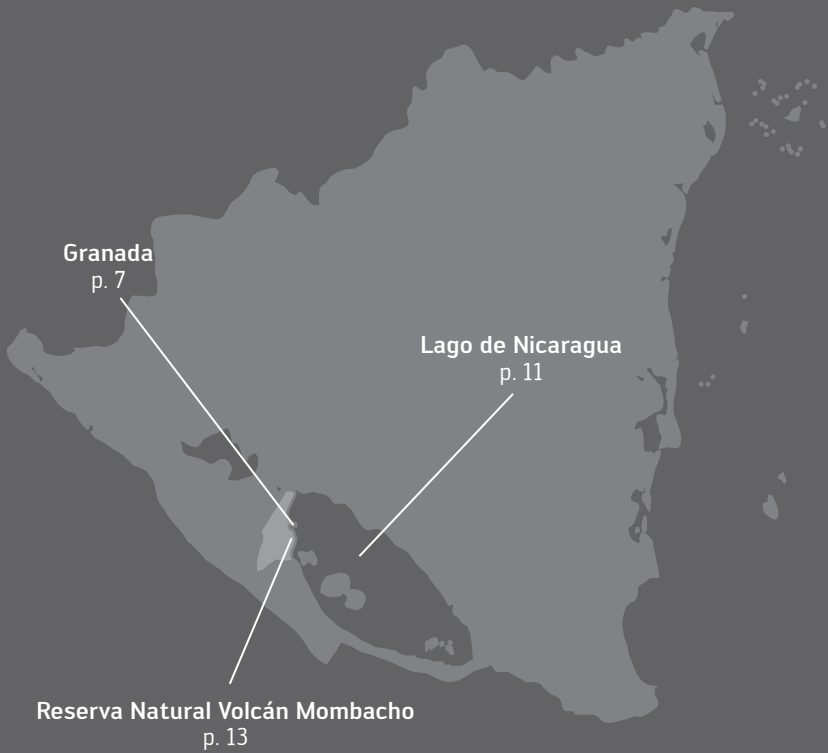 Granada
p. 7
Lago de Nicaragua
p. 11
Reserva Natural Volcán Mombacho
p. 13